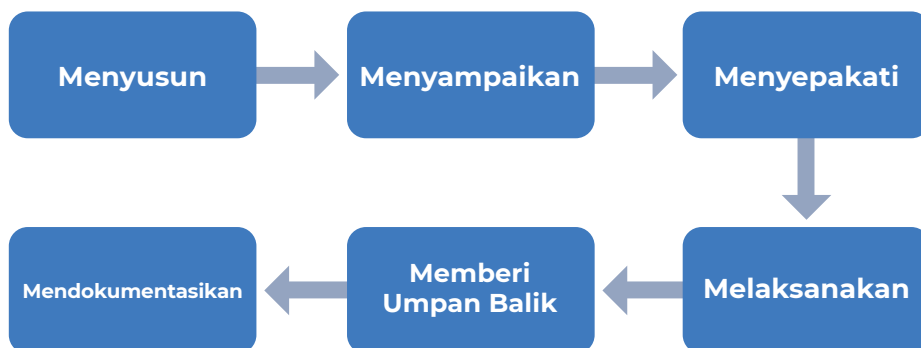 Menyusun
Menyampaikan
Menyepakati
Melaksanakan
Memberi
Umpan Balik
Mendokumentasikan